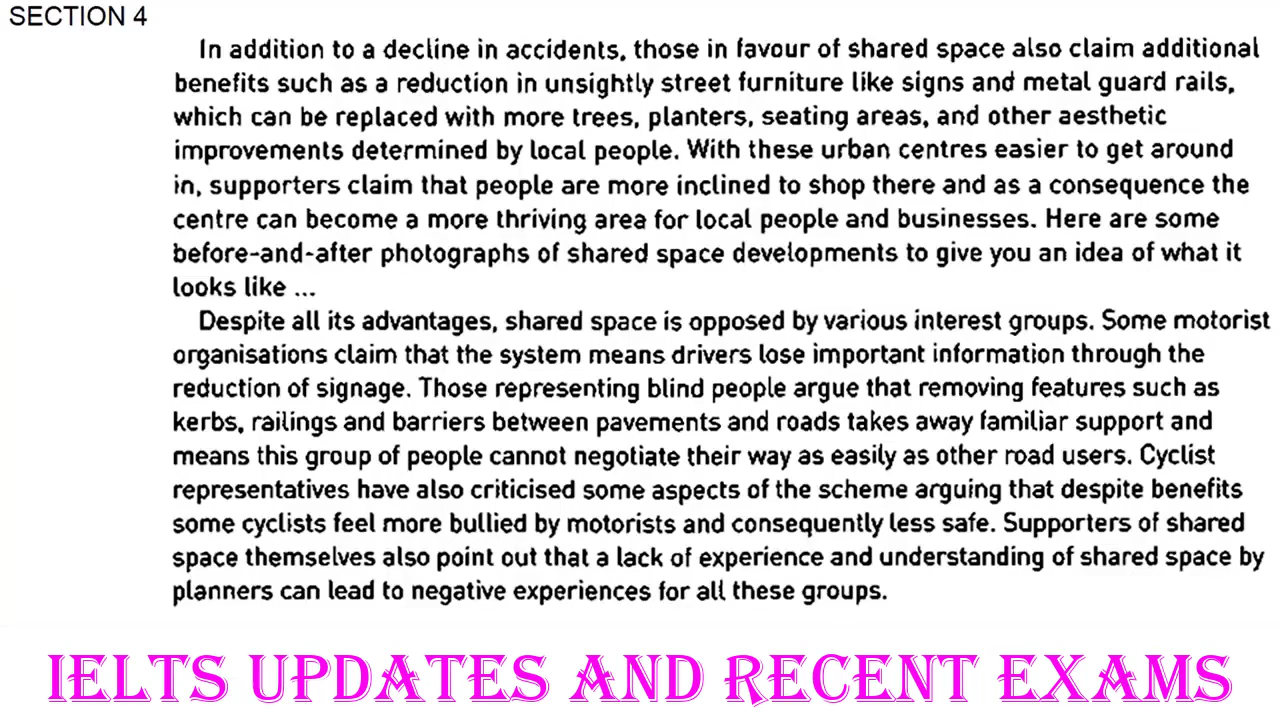 SECTION 4
In addition to a decline in accidents, those in favour of shared space also claim additional
benefits such as a reduction in unsightly street furniture like signs and metal guard rails,
which can be replaced with more trees, planters, seating areas, and other aesthetic
improvements determined by local people. With these urban centres easier to get around
in, supporters claim that people are more inclined to shop there and as a consequence the
centre can become a more thriving area for local people and businesses. Here are some
before-and-after photographs of shared space developments to give you an idea of what it
looks like ...
Despite all its advantages, shared space is opposed by various interest groups. Some motorist
organisations claim that the system means drivers lose important information through the
reduction of signage. Those representing blind people argue that removing features such as
kerbs, railings and barriers between pavements and roads takes away familiar support and
means this group of people cannot negotiate their way as easily as other road users. Cyclist
representatives have also criticised some aspects of the scheme arguing that despite benefits
some cyclists feel more bullied by motorists and consequently less safe. Supporters of shared
space themselves also point out that a lack of experience and understanding of shared space by
planners can lead to negative experiences for all these groups.
IELTS UPDATES AND RECENT EXAMS